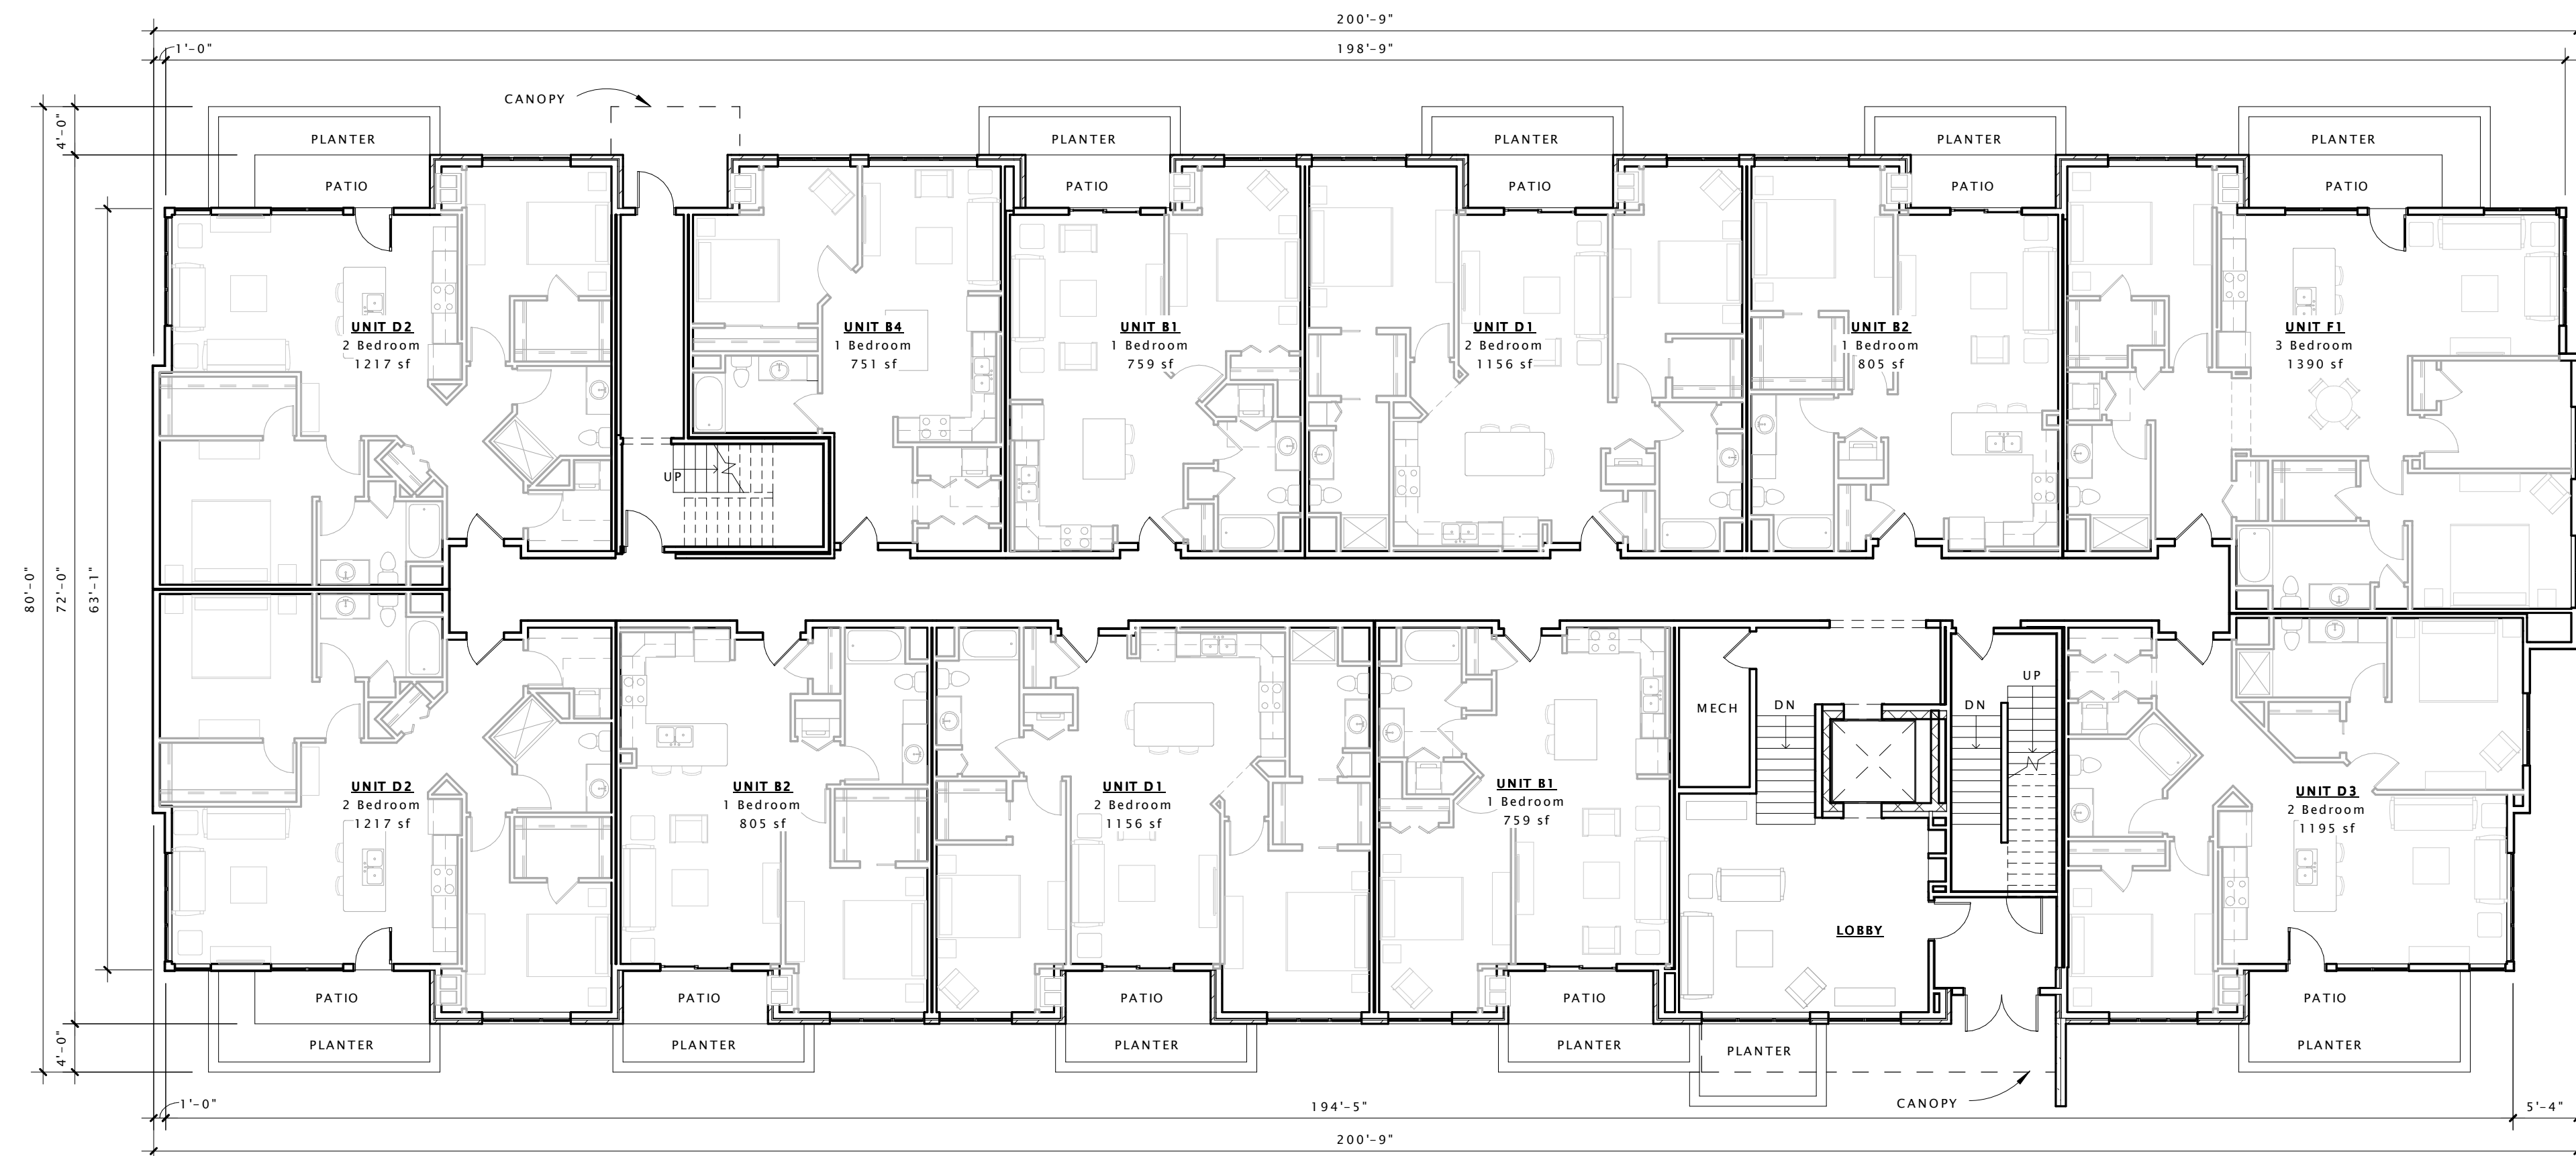 200'-9"
1'-0"
198'-9"
CANOPY
4'-0"
PLANTER
PLANTER
PLANTER
PLANTER
PLANTER
PATIO
PATIO
PATIO
PATIO
PATIO
UNIT D2
2 Bedroom
1217 sf
UNIT B4
1 Bedroom
751 sf
UNIT B1
1 Bedroom
759 sf
UNIT D1
2 Bedroom
1156 sf
UNIT B2
1 Bedroom
805 sf
UNIT F1
3 Bedroom
1390 sf
UP
80'-0"
72'-0"
63'-1"
UP
MECH
DN
DN
UNIT D2
2 Bedroom
1217 sf
UNIT B2
1 Bedroom
805 sf
UNIT D1
2 Bedroom
1156 sf
UNIT B1
1 Bedroom
759 sf
UNIT D3
2 Bedroom
1195 sf
LOBBY
PATIO
PATIO
PATIO
PATIO
PATIO
4'-0"
PLANTER
PLANTER
PLANTER
PLANTER
PLANTER
PLANTER
1'-0"
194'-5"
CANOPY
5'-4"
200'-9"